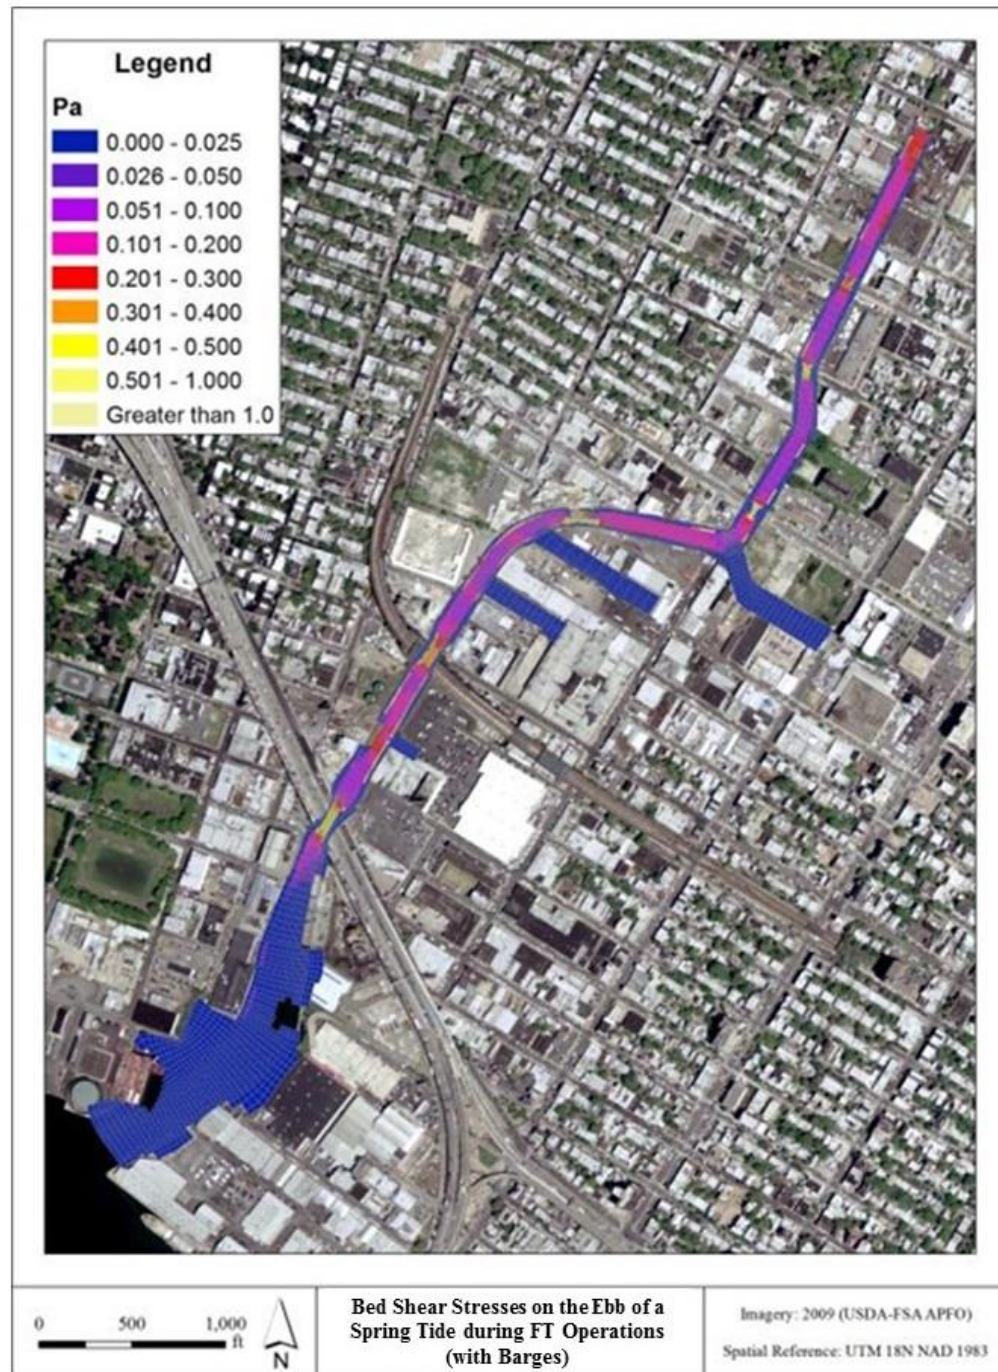 Legend
Pa
0.000 - 0.025
0.026 - 0.050
0.051 - 0.100
0.101 - 0.200
0.201 - 0.300
0.301 - 0.400
0.401 - 0.500
0.501 - 1.000
Greater than 1.0
0 500 1,000
ft
N
Bed Shear Stresses on the Ebb of a
Spring Tide during FT Operations
(with Barges)
Imagery: 2009 (USDA-FSA APFO)
Spatial Reference: UTM 18N NAD 1983